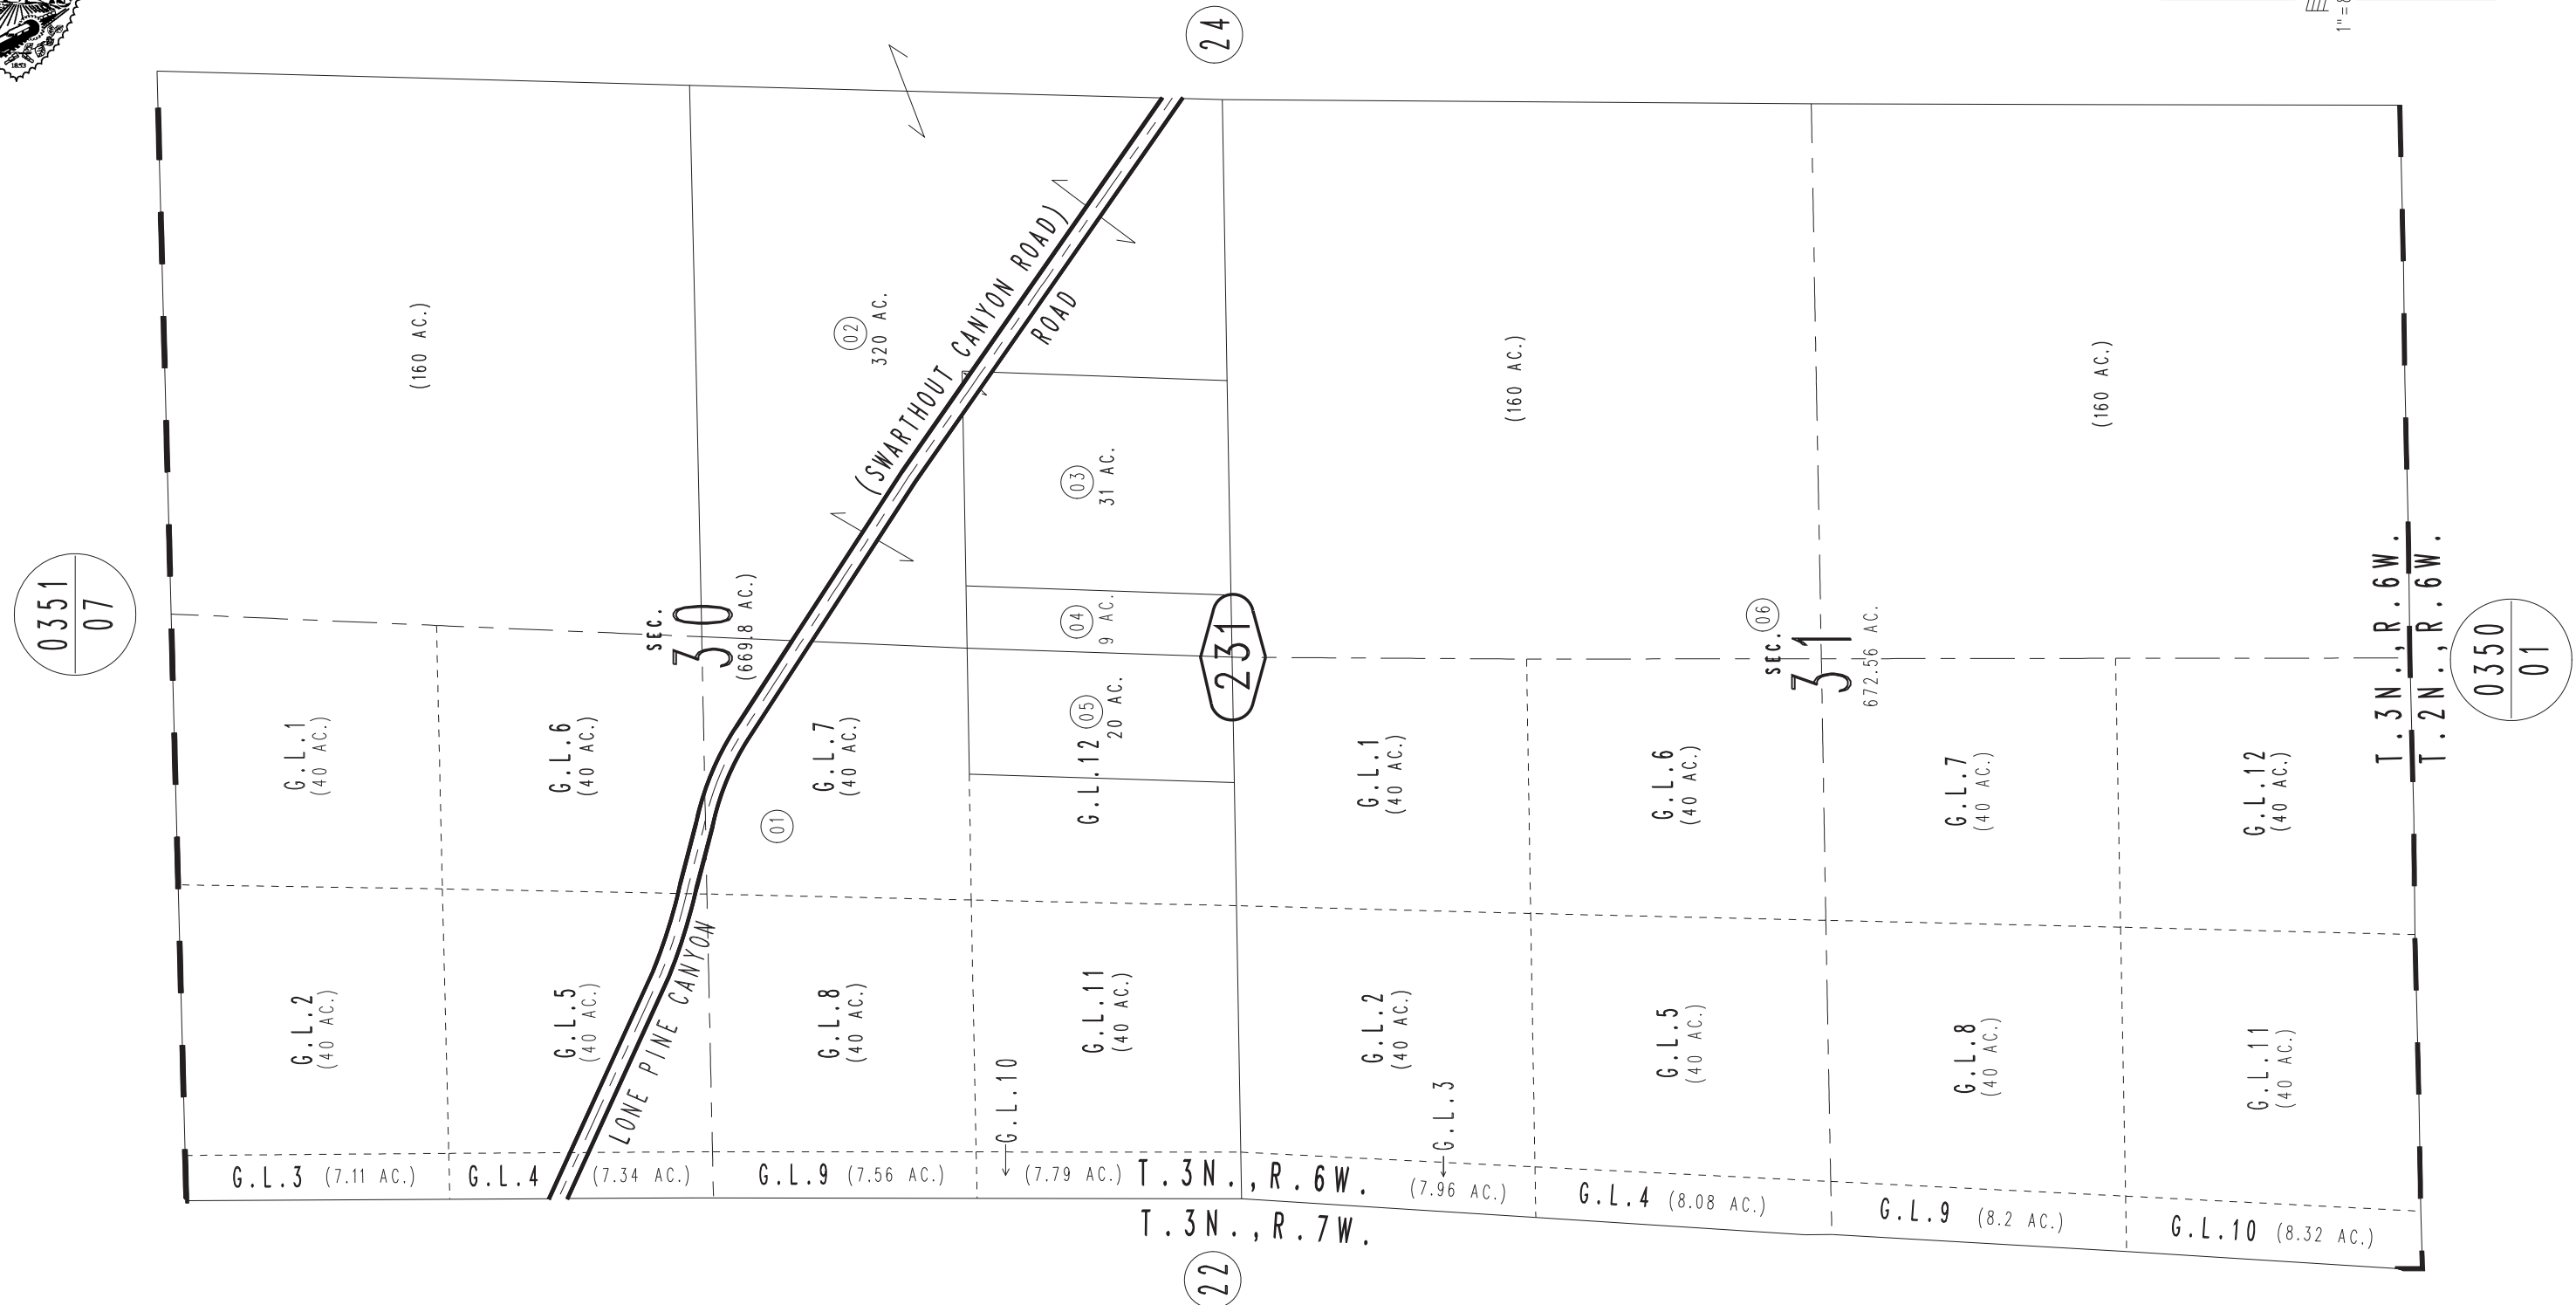 1853
24
1"=
0351
07
(160 AC.)
02
320 AC.
(SWARTHOUT CANYON ROAD)
ROAD
03
31 AC.
04
9 AC.
SEC.
30
(669.8 AC.)
231
(160 AC.)
(160 AC.)
06
SEC.
31
672.56 AC.
T.3N.,R.6W.
T.2N.,R.6W.
0350
01
G.L.1
(40 AC.)
G.L.6
(40 AC.)
G.L.7
(40 AC.)
01
G.L.12
05
20 AC.
G.L.1
(40 AC.)
G.L.6
(40 AC.)
G.L.7
(40 AC.)
G.L.12
(40 AC.)
G.L.2
(40 AC.)
G.L.5
(40 AC.)
LONE PINE CANYON
G.L.8
(40 AC.)
G.L.11
(40 AC.)
G.L.10
G.L.2
(40 AC.)
G.L.3
G.L.5
(40 AC.)
G.L.8
(40 AC.)
G.L.11
(40 AC.)
G.L.3 (7.11 AC.)
G.L.4 (7.34 AC.)
G.L.9 (7.56 AC.)
(7.79 AC.)
T.3N.,R.6W.
(7.96 AC.)
G.L.4 (8.08 AC.)
G.L.9 (8.2 AC.)
G.L.10 (8.32 AC.)
T.3N.,R.7W.
22